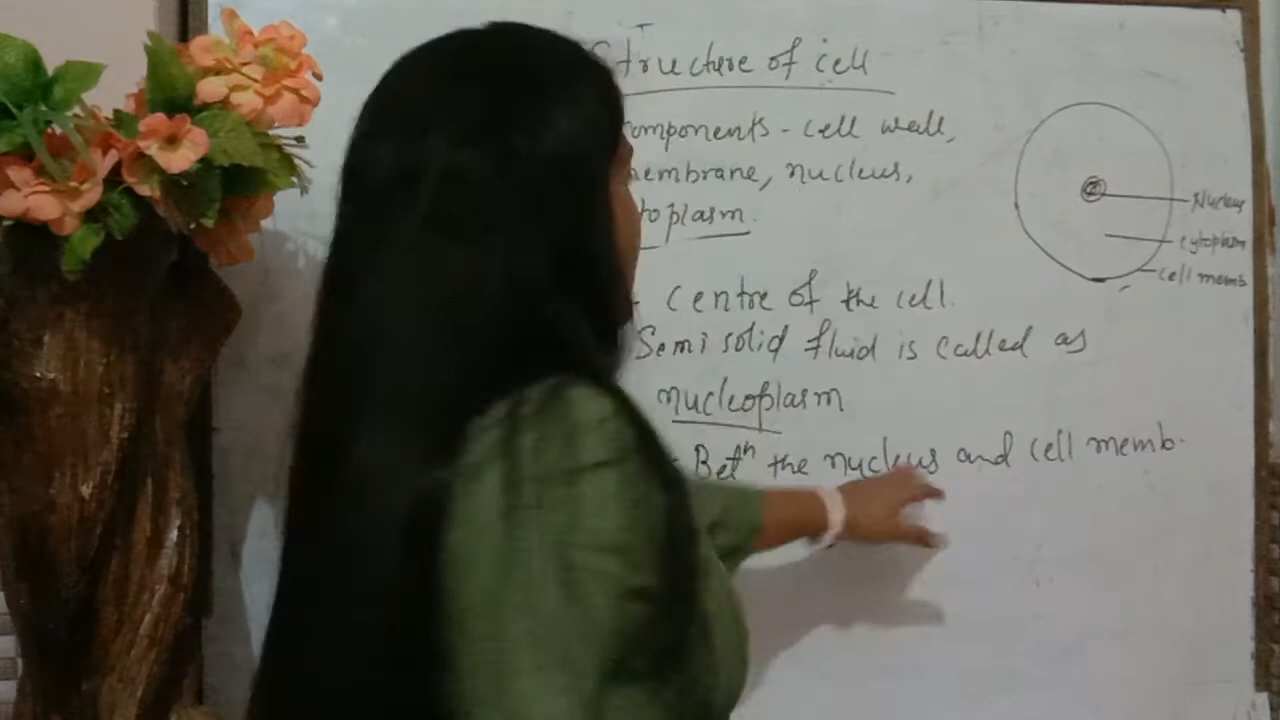 Structure of cell
components - cell wall,
membrane, nucleus,
toplasm.
centre of the cell.
Semi solid fluid is called as
nucleoplasm
Betn the nucleus and cell memb.
Nucleus
cytoplasm
cell memb